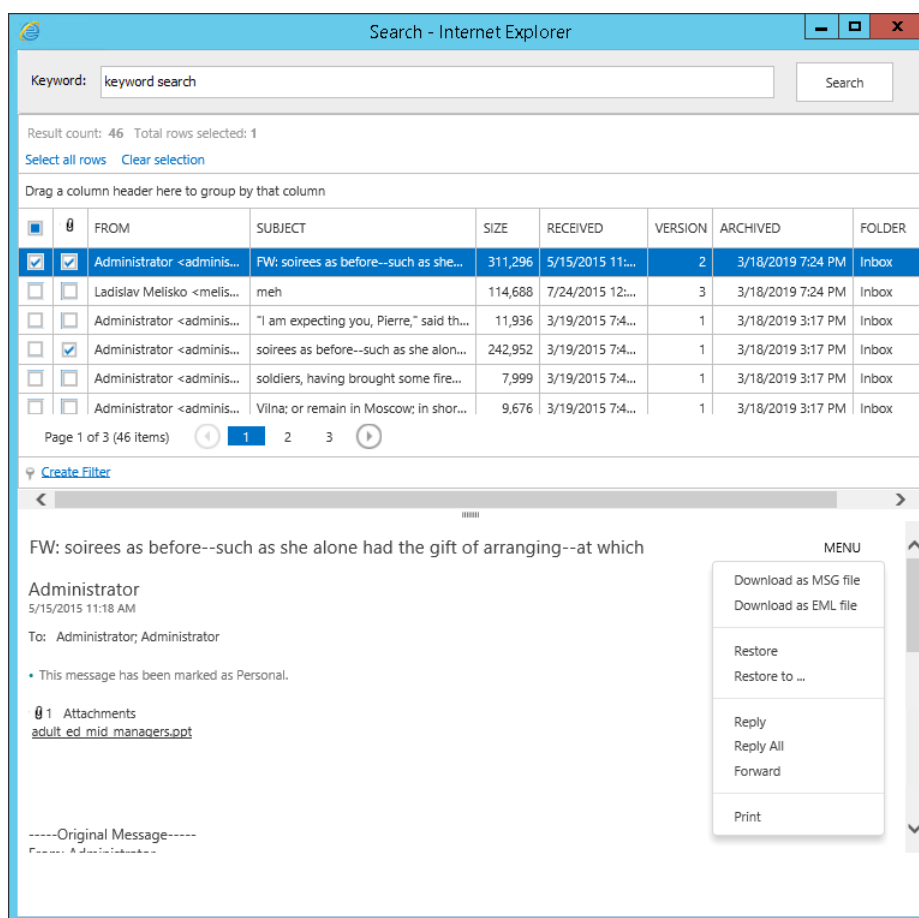 Search - Internet Explorer
Keyword: keyword search Search
Result count: 46 Total rows selected: 1
Select all rows Clear selection
Drag a column header here to group by that column
FROM SUBJECT SIZE RECEIVED VERSION ARCHIVED FOLDER
Administrator <adminis... FW: soirees as before--such as she... 311,296 5/15/2015 11:... 2 3/18/2019 7:24 PM Inbox
Ladislav Melisko <melis... meh 114,688 7/24/2015 12:... 3 3/18/2019 7:24 PM Inbox
Administrator <adminis... "I am expecting you, Pierre," said th... 11,936 3/19/2015 7:4... 1 3/18/2019 3:17 PM Inbox
Administrator <adminis... soirees as before--such as she alon... 242,952 3/19/2015 7:4... 1 3/18/2019 3:17 PM Inbox
Administrator <adminis... soldiers, having brought some fire... 7,999 3/19/2015 7:4... 1 3/18/2019 3:17 PM Inbox
Administrator <adminis... Vilna; or remain in Moscow; in shor... 9,676 3/19/2015 7:4... 1 3/18/2019 3:17 PM Inbox
Page 1 of 3 (46 items) 1 2 3
Create Filter
FW: soirees as before--such as she alone had the gift of arranging--at which
MENU
Administrator
5/15/2015 11:18 AM
To: Administrator; Administrator
• This message has been marked as Personal.
1 Attachments
adult_ed_mid_managers.ppt
-----Original Message-----
From: Administrator
Download as MSG file
Download as EML file
Restore
Restore to ...
Reply
Reply All
Forward
Print